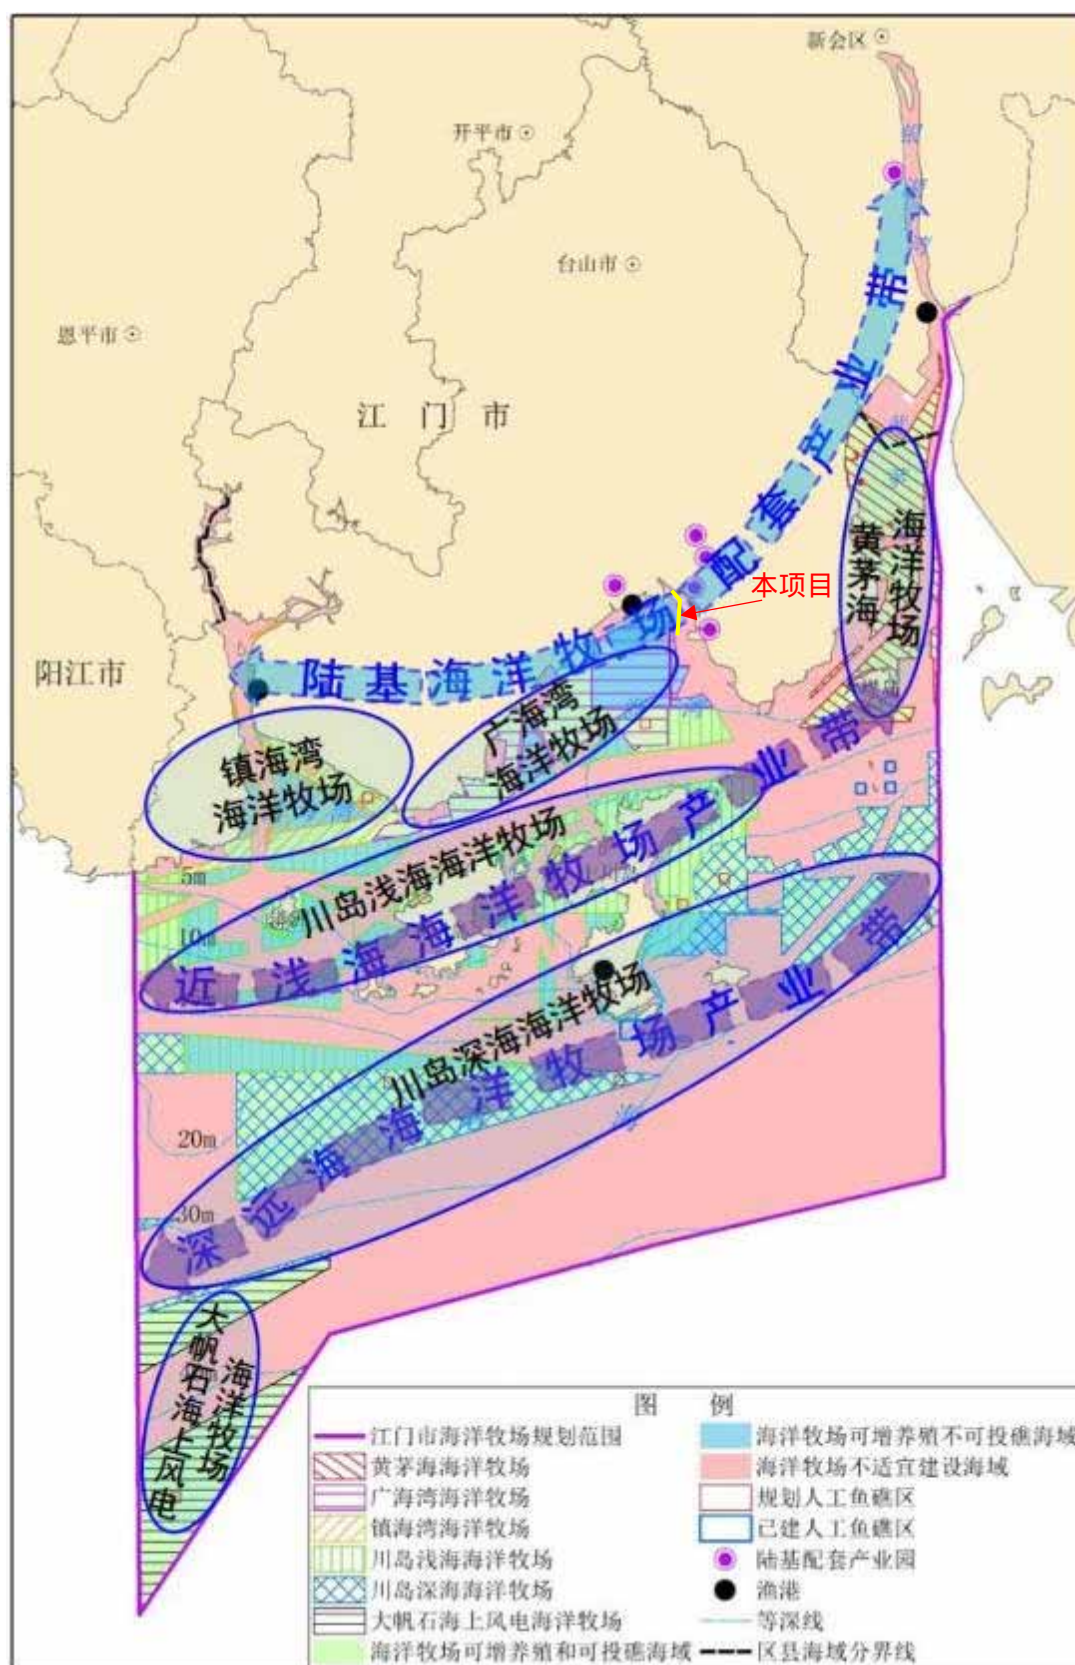 新会区
开平市
台山市
恩平市
江门市
阳江市
陆基海洋牧场配套产业带
本项目
黄茅海
海洋牧场
镇海湾
海洋牧场
广海湾
海洋牧场
川岛浅海海洋牧场
近浅海海洋牧场产业带
川岛深海海洋牧场
深远海海洋牧场产业带
5m
10m
20m
30m
大帆石海上风电
海洋牧场
图例
江门市海洋牧场规划范围
黄茅海海洋牧场
广海湾海洋牧场
镇海湾海洋牧场
川岛浅海海洋牧场
川岛深海海洋牧场
大帆石海上风电海洋牧场
海洋牧场可增养殖和可投礁海域
海洋牧场可增养殖不可投礁海域
海洋牧场不适宜建设海域
规划人工鱼礁区
已建人工鱼礁区
陆基配套产业园
渔港
等深线
区县海域分界线